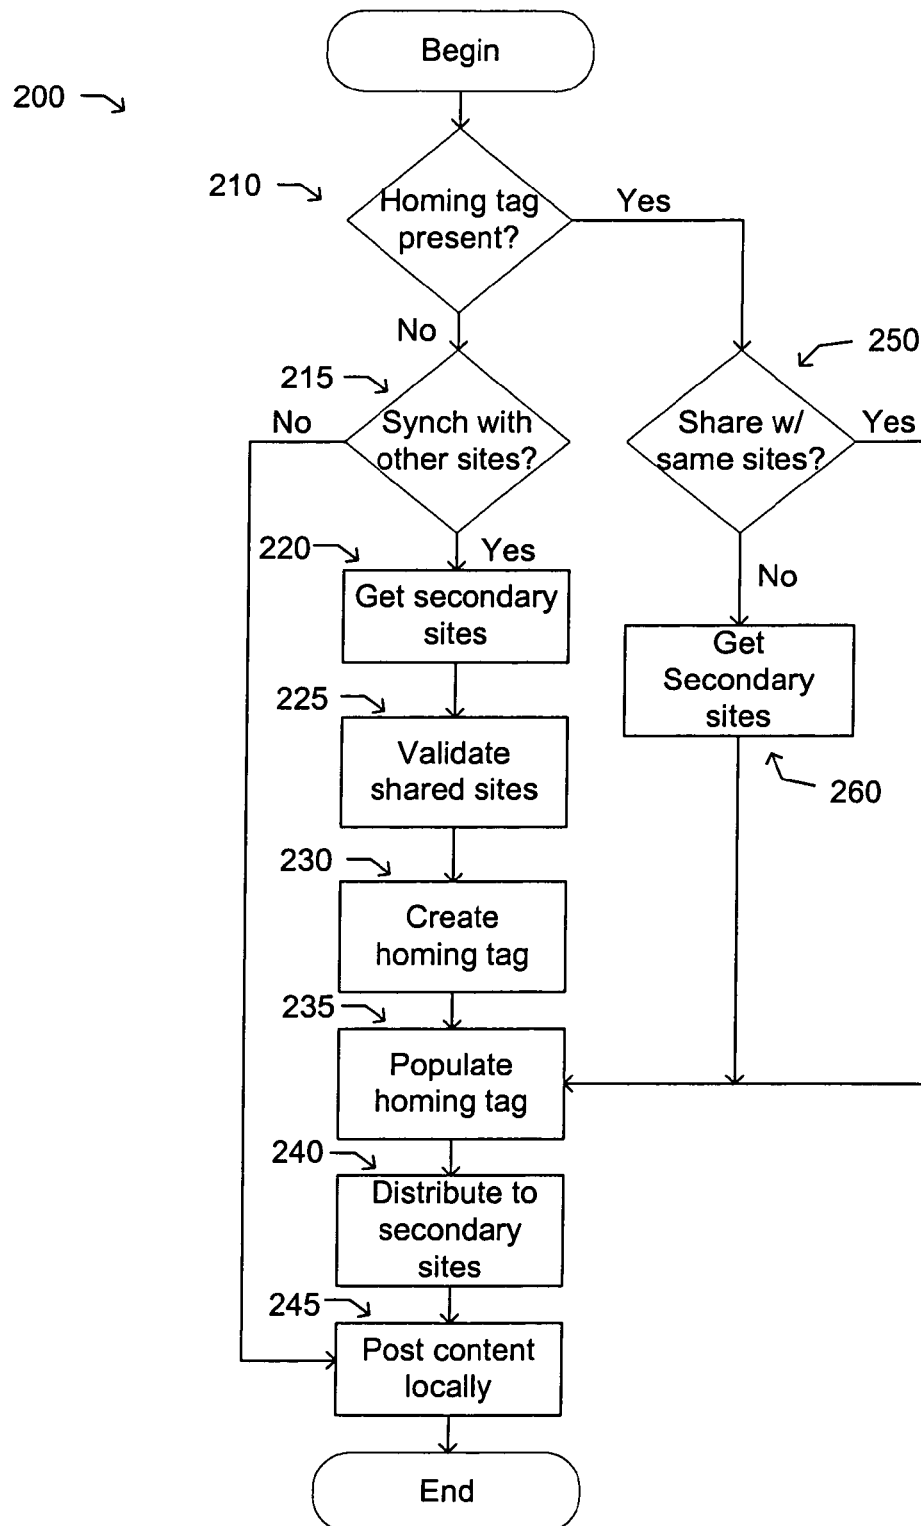 Begin
200
210
Homing tag
present?
Yes
No
250
215
No
Synch with
other sites?
Share w/
same sites?
Yes
220
Yes
No
Get secondary
sites
Get
Secondary
sites
225
Validate
shared sites
260
230
Create
homing tag
235
Populate
homing tag
240
Distribute to
secondary
sites
245
Post content
locally
End